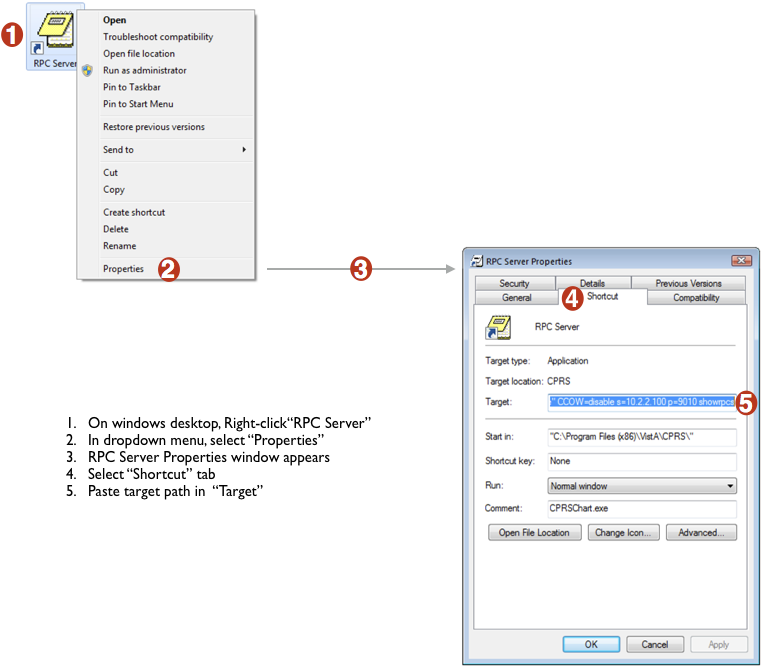 1
RPC Server
Open
Troubleshoot compatibility
Open file location
Run as administrator
Pin to Taskbar
Pin to Start Menu
Restore previous versions
Send to
Cut
Copy
Create shortcut
Delete
Rename
Properties 2
3
RPC Server Properties
Security Details Previous Versions
General 4 Shortcut Compatibility
RPC Server
Target type: Application
Target location: CPRS
Target: " CCOW=disable s=10.2.2.100 p=9010 showrpcs 5
Start in: "C:\Program Files (x86)\VistA\CPRS\"
Shortcut key: None
Run: Normal window
Comment: CPRSChart.exe
Open File Location Change Icon... Advanced...
OK Cancel Apply
1. On windows desktop, Right-click“RPC Server”
2. In dropdown menu, select “Properties”
3. RPC Server Properties window appears
4. Select “Shortcut” tab
5. Paste target path in “Target”